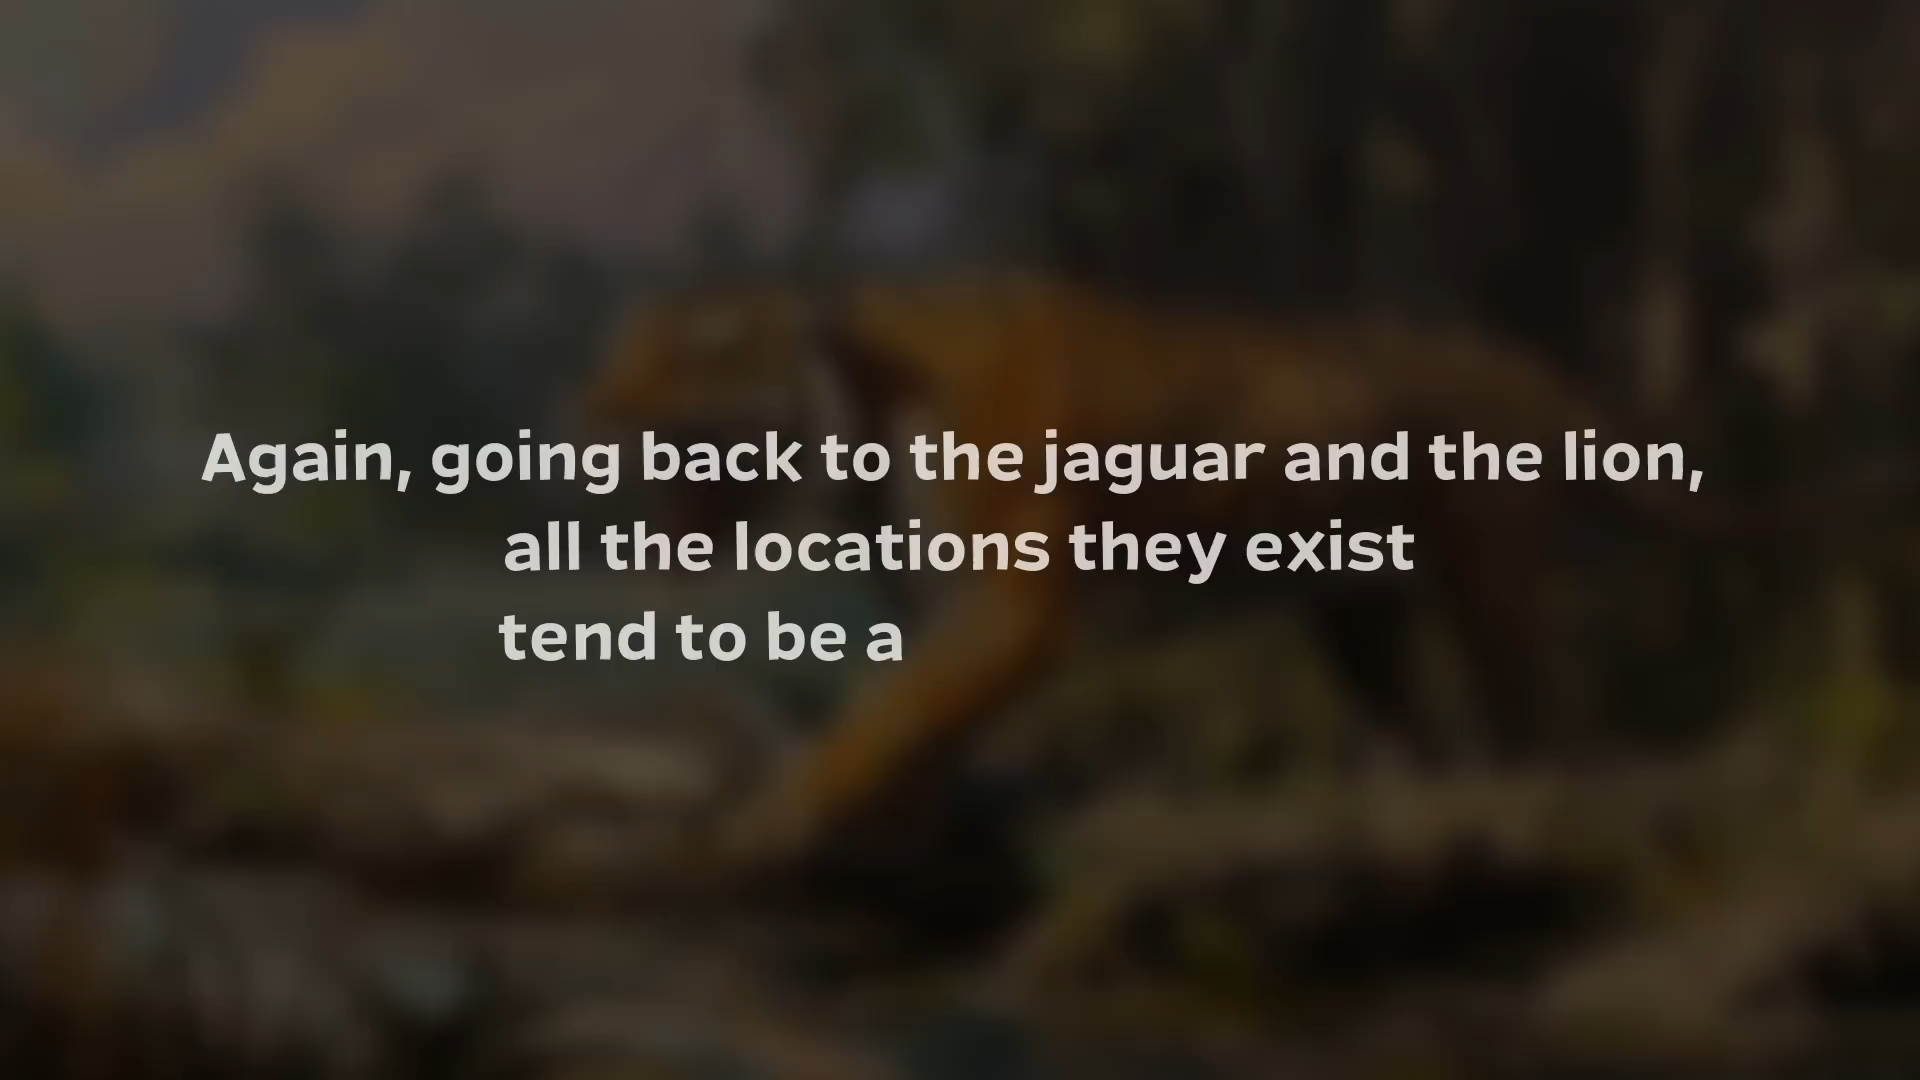 Again, going back to the jaguar and the lion,
all the locations they exist
tend to be a